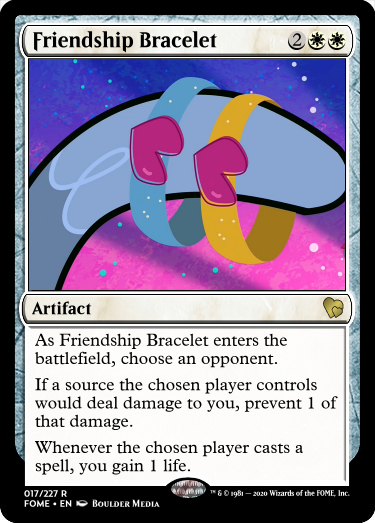 Friendship Bracelet 2
Artifact
As Friendship Bracelet enters the
battlefield, choose an opponent.
If a source the chosen player controls
would deal damage to you, prevent 1 of
that damage.
Whenever the chosen player casts a
spell, you gain 1 life.
017/227 R
™ & © 1981 — 2020 Wizards of the FOME, Inc.
FOME • EN Boulder Media